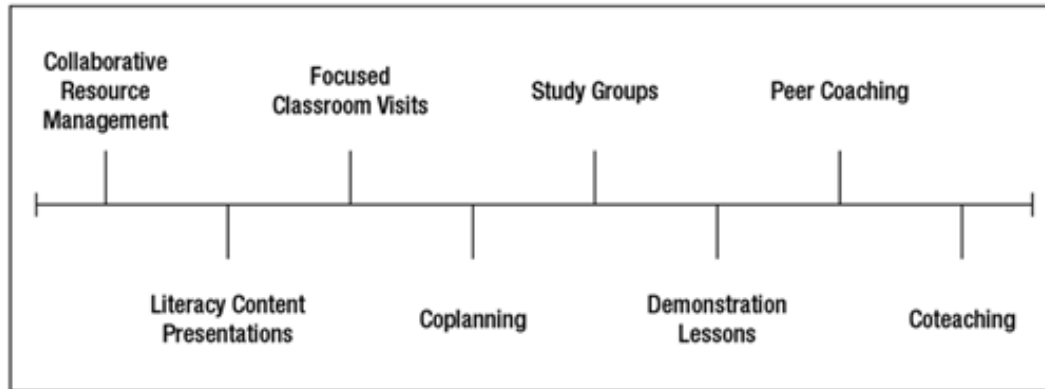 Collaborative
Resource
Management
Focused
Classroom Visits
Study Groups
Peer Coaching
Literacy Content
Presentations
Coplanning
Demonstration
Lessons
Coteaching